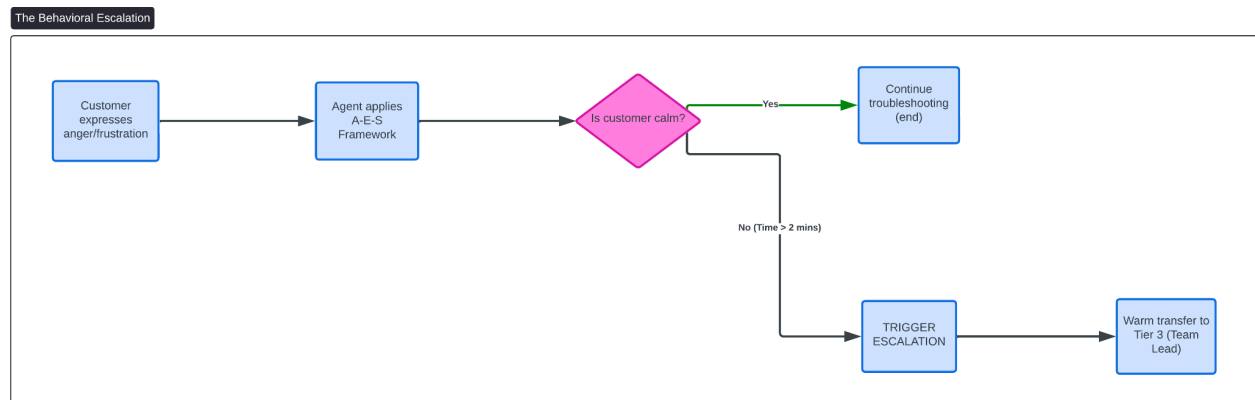 The Behavioral Escalation
Customer
expresses
anger/frustration
Agent applies
A-E-S
Framework
Is customer calm?
Yes
Continue
troubleshooting
(end)
No (Time > 2 mins)
TRIGGER
ESCALATION
Warm transfer to
Tier 3 (Team
Lead)